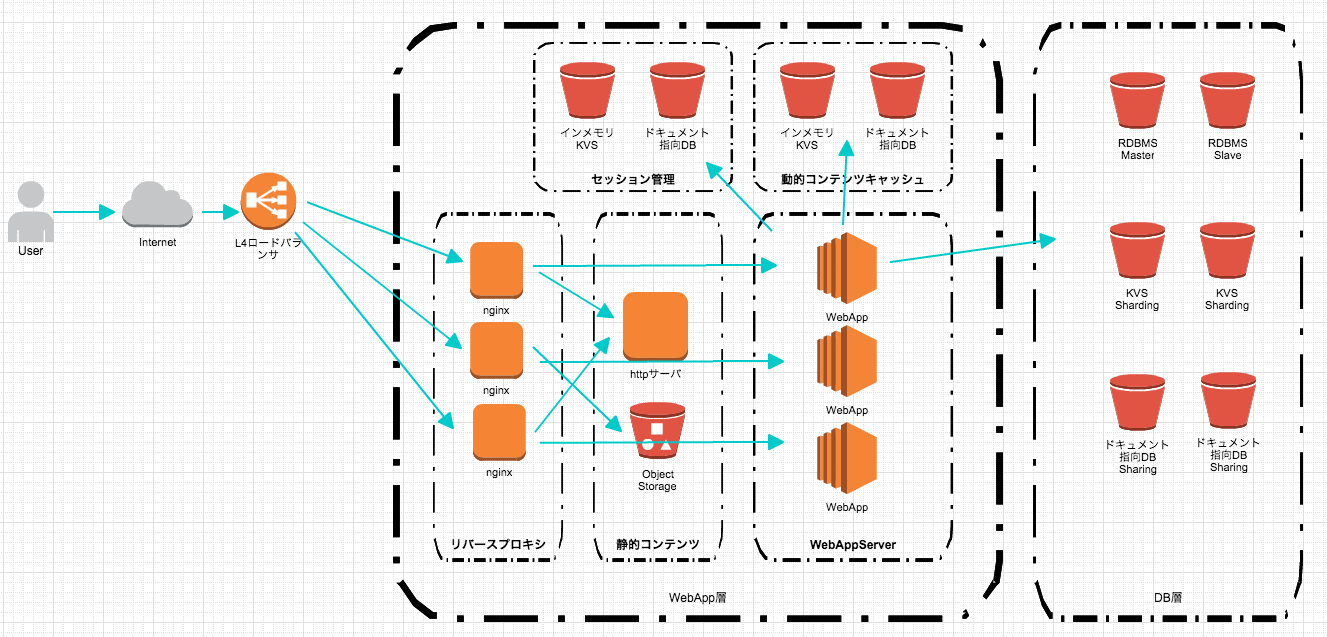 User
Internet
L4ロードバラ
ンサ
インメモリ
KVS
ドキュメント
指向DB
セッション管理
インメモリ
KVS
ドキュメント
指向DB
動的コンテンツキャッシュ
nginx
nginx
nginx
リバースプロキシ
httpサーバ
Object
Storage
静的コンテンツ
WebApp
WebApp
WebApp
WebAppServer
WebApp層
RDBMS
Master
RDBMS
Slave
KVS
Sharding
KVS
Sharding
ドキュメント
指向DB
Sharing
ドキュメント
指向DB
Sharing
DB層